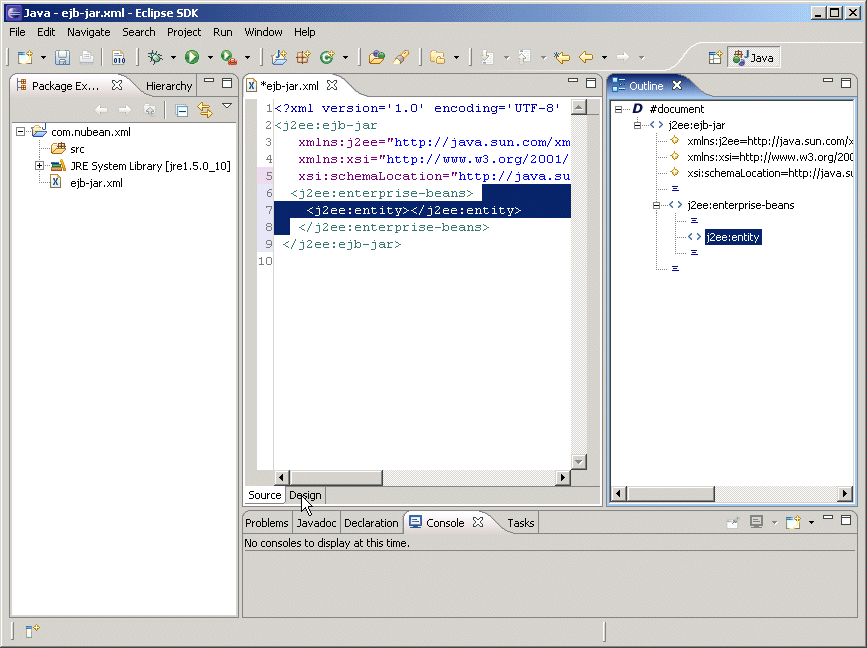 Java - ejb-jar.xml - Eclipse SDK
File Edit Navigate Search Project Run Window Help
010
Java
Package Ex...
Hierarchy
com.nubean.xml
src
JRE System Library [jre1.5.0_10]
ejb-jar.xml
*ejb-jar.xml
1 <?xml version='1.0' encoding='UTF-8'
2 <j2ee:ejb-jar
3 xmlns:j2ee="http://java.sun.com/xm
4 xmlns:xsi="http://www.w3.org/2001/
5 xsi:schemaLocation="http://java.su
6 <j2ee:enterprise-beans>
7 <j2ee:entity></j2ee:entity>
8 </j2ee:enterprise-beans>
9 </j2ee:ejb-jar>
10
Source Design
Outline
D #document
<> j2ee:ejb-jar
xmlns:j2ee=http://java.sun.com/x
xmlns:xsi=http://www.w3.org/200
xsi:schemaLocation=http://java.su
<> j2ee:enterprise-beans
<> j2ee:entity
Problems Javadoc Declaration Console Tasks
No consoles to display at this time.